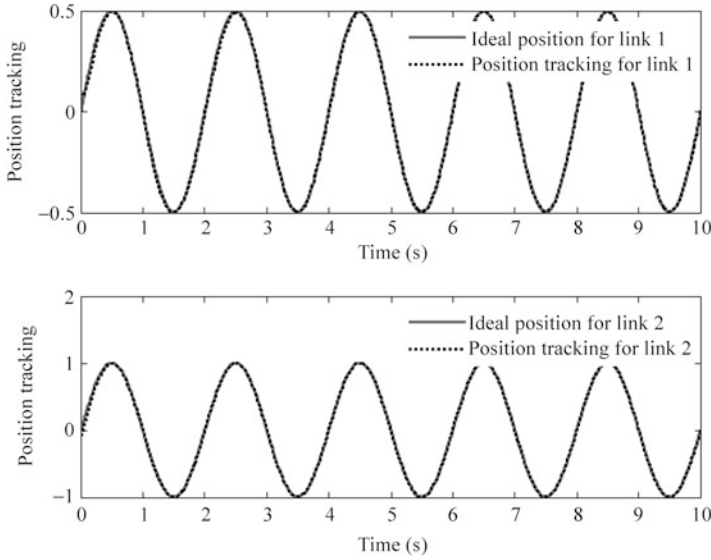 Position tracking
0.5
0
−0.5
Ideal position for link 1
Position tracking for link 1
0 1 2 3 4 5 6 7 8 9 10
Time (s)
Position tracking
2
1
0
−1
Ideal position for link 2
Position tracking for link 2
0 1 2 3 4 5 6 7 8 9 10
Time (s)